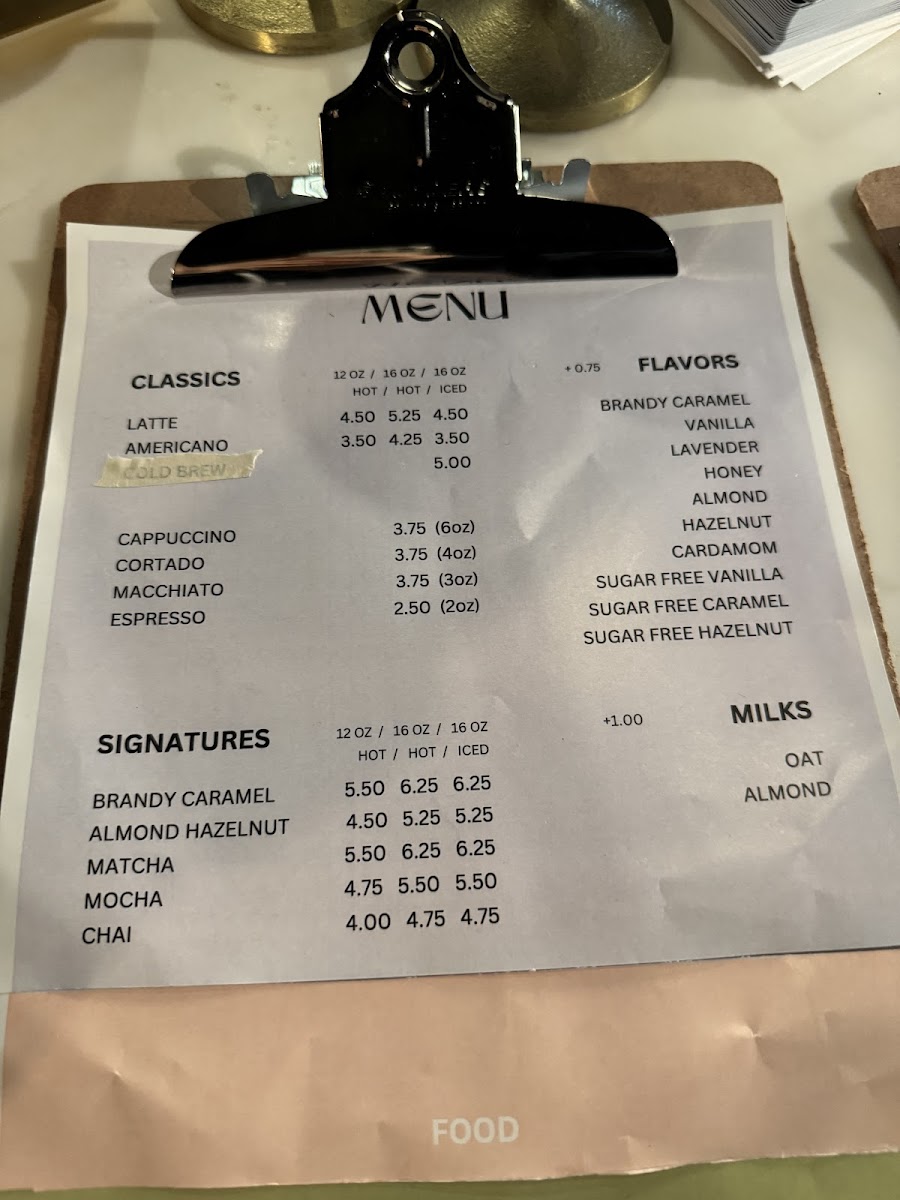 MENU
CLASSICS
12 OZ / 16 OZ / 16 OZ
HOT / HOT / ICED
LATTE 4.50 5.25 4.50
AMERICANO 3.50 4.25 3.50
COLD BREW 5.00
CAPPUCCINO 3.75 (6oz)
CORTADO 3.75 (4oz)
MACCHIATO 3.75 (3oz)
ESPRESSO 2.50 (2oz)
+ 0.75 FLAVORS
BRANDY CARAMEL
VANILLA
LAVENDER
HONEY
ALMOND
HAZELNUT
CARDAMOM
SUGAR FREE VANILLA
SUGAR FREE CARAMEL
SUGAR FREE HAZELNUT
SIGNATURES
12 OZ / 16 OZ / 16 OZ
HOT / HOT / ICED
BRANDY CARAMEL 5.50 6.25 6.25
ALMOND HAZELNUT 4.50 5.25 5.25
MATCHA 5.50 6.25 6.25
MOCHA 4.75 5.50 5.50
CHAI 4.00 4.75 4.75
+1.00 MILKS
OAT
ALMOND
FOOD